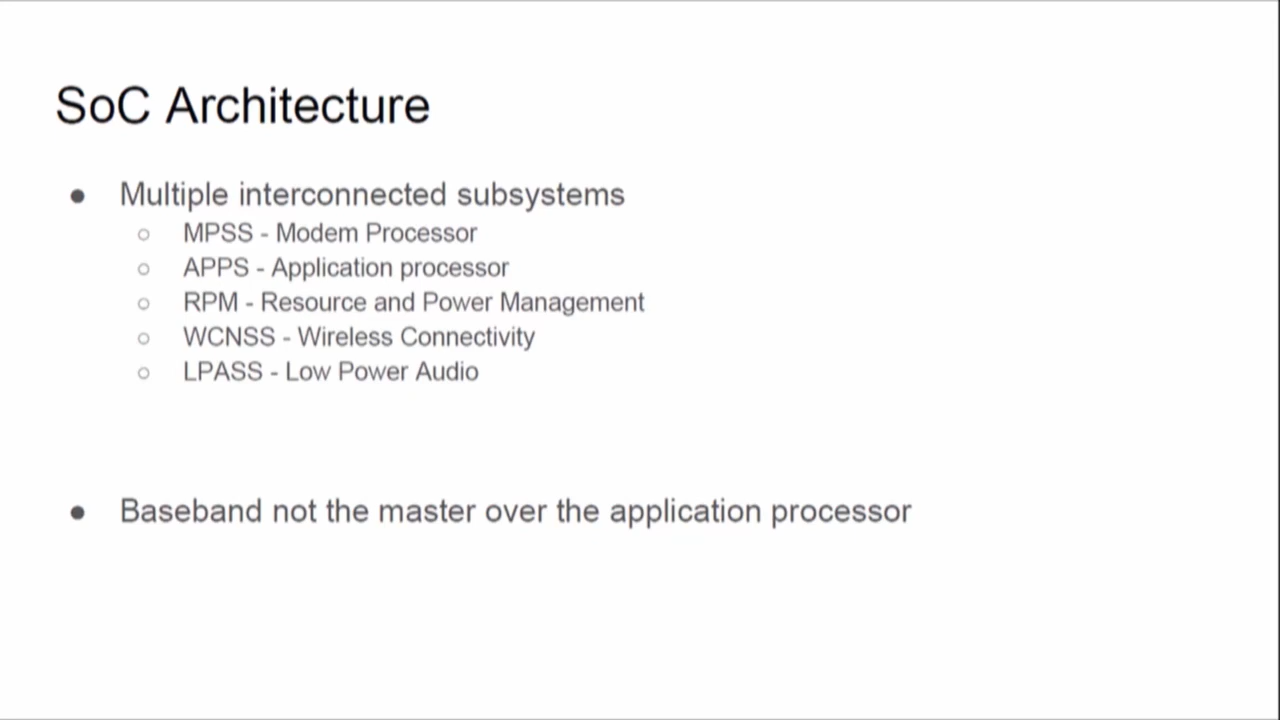 SoC Architecture
● Multiple interconnected subsystems
○ MPSS - Modem Processor
○ APPS - Application processor
○ RPM - Resource and Power Management
○ WCNSS - Wireless Connectivity
○ LPASS - Low Power Audio
● Baseband not the master over the application processor